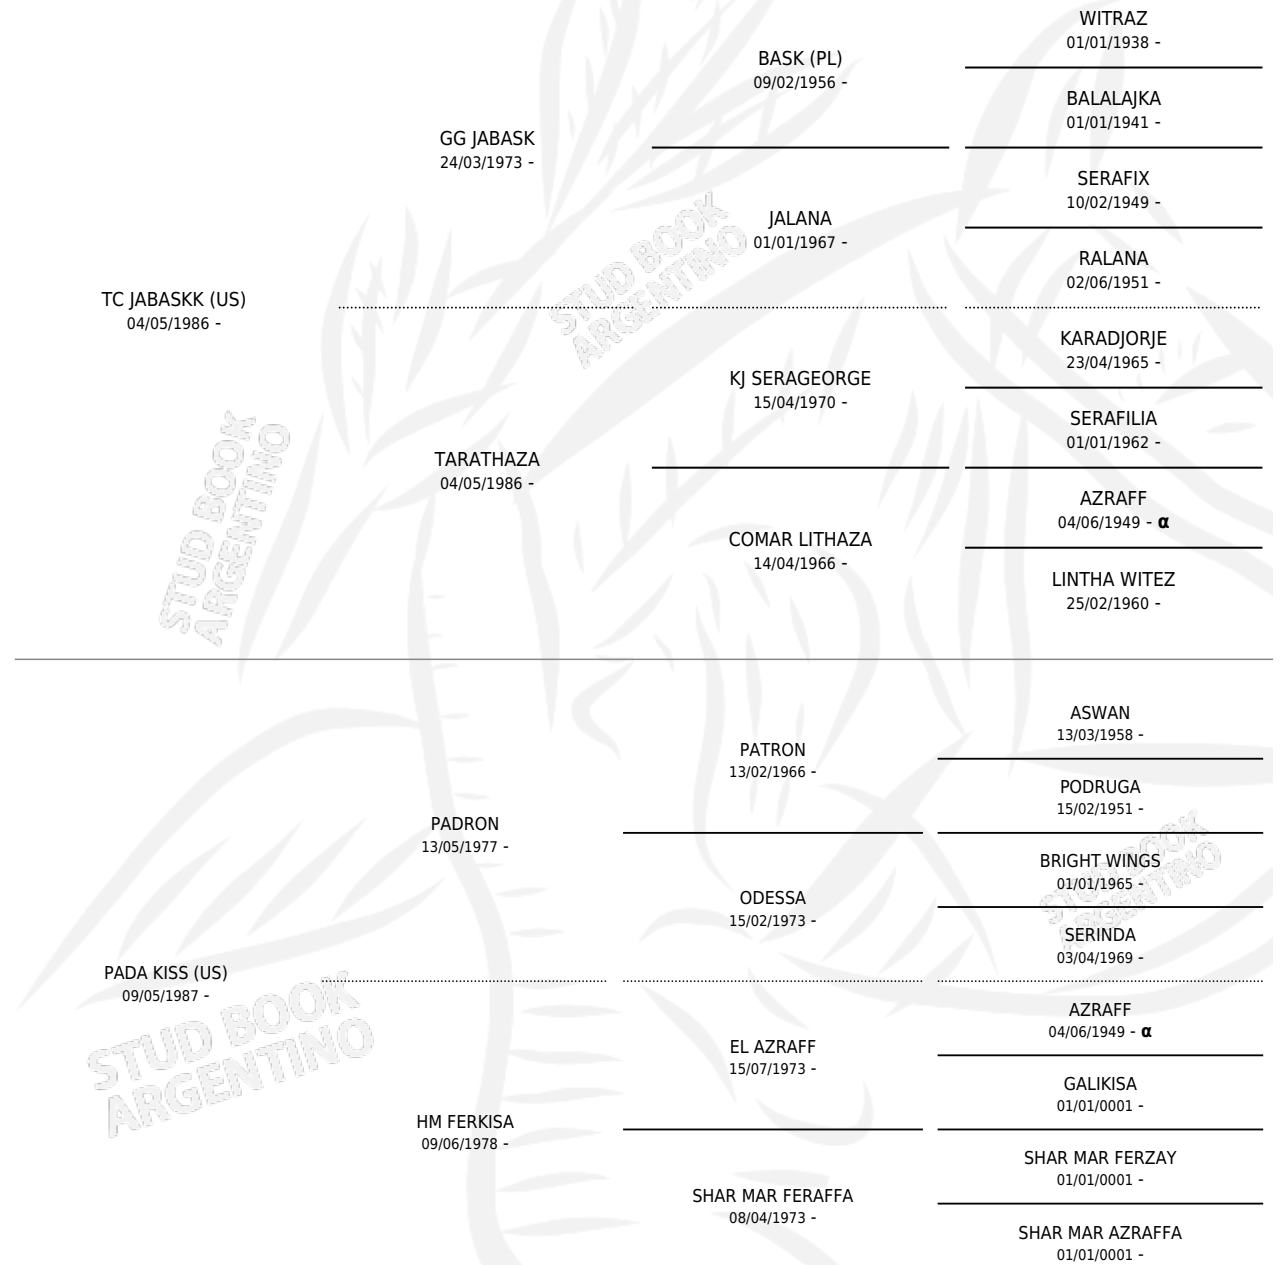 WITRAZ
01/01/1938 -
BASK (PL)
09/02/1956 -
BALALAJKA
01/01/1941 -
GG JABASK
24/03/1973 -
SERAFIX
10/02/1949 -
JALANA
01/01/1967 -
RALANA
02/06/1951 -
TC JABASKK (US)
04/05/1986 -
KARADJORJE
23/04/1965 -
KJ SERAGEORGE
15/04/1970 -
SERAFILIA
01/01/1962 -
TARATHAZA
04/05/1986 -
AZRAFF
04/06/1949 - α
COMAR LITHAZA
14/04/1966 -
LINTHA WITEZ
25/02/1960 -
ASWAN
13/03/1958 -
PATRON
13/02/1966 -
PODRUGA
15/02/1951 -
PADRON
13/05/1977 -
BRIGHT WINGS
01/01/1965 -
ODESSA
15/02/1973 -
SERINDA
03/04/1969 -
PADA KISS (US)
09/05/1987 -
AZRAFF
04/06/1949 - α
EL AZRAFF
15/07/1973 -
GALIKISA
01/01/0001 -
HM FERKISA
09/06/1978 -
SHAR MAR FERZAY
01/01/0001 -
SHAR MAR FERAFFA
08/04/1973 -
SHAR MAR AZRAFFA
01/01/0001 -
STUD BOOK
ARGENTINO
STUD BOOK
ARGENTINO
STUD BOOK
ARGENTINO
STUD BOOK
ARGENTINO